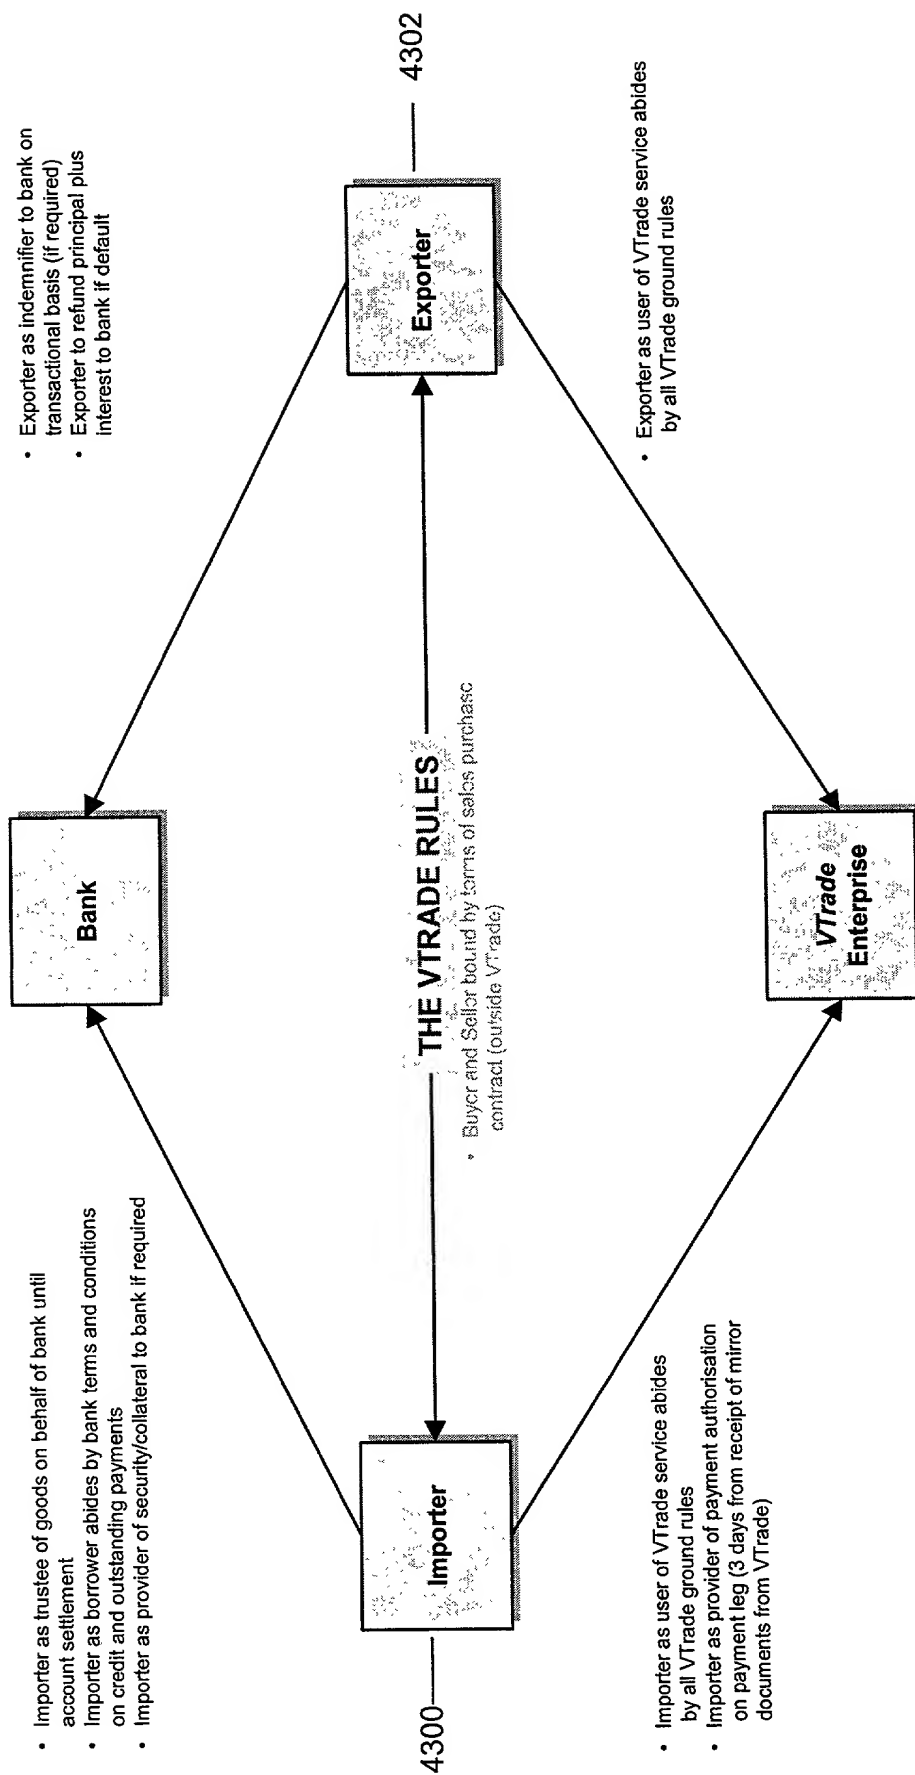 • Importer as trustee of goods on behalf of bank until
account settlement
• Importer as borrower abides by bank terms and conditions
on credit and outstanding payments
• Importer as provider of security/collateral to bank if required
Bank
• Exporter as indemnifier to bank on
transactional basis (if required)
• Exporter to refund principal plus
interest to bank if default
4300
Importer
THE VTRADE RULES
• Buyer and Seller bound by terms of sales purchase
contract (outside VTrade)
Exporter
4302
• Importer as user of VTrade service abides
by all VTrade ground rules
• Importer as provider of payment authorisation
on payment leg (3 days from receipt of mirror
documents from VTrade)
VTrade
Enterprise
• Exporter as user of VTrade service abides
by all VTrade ground rules